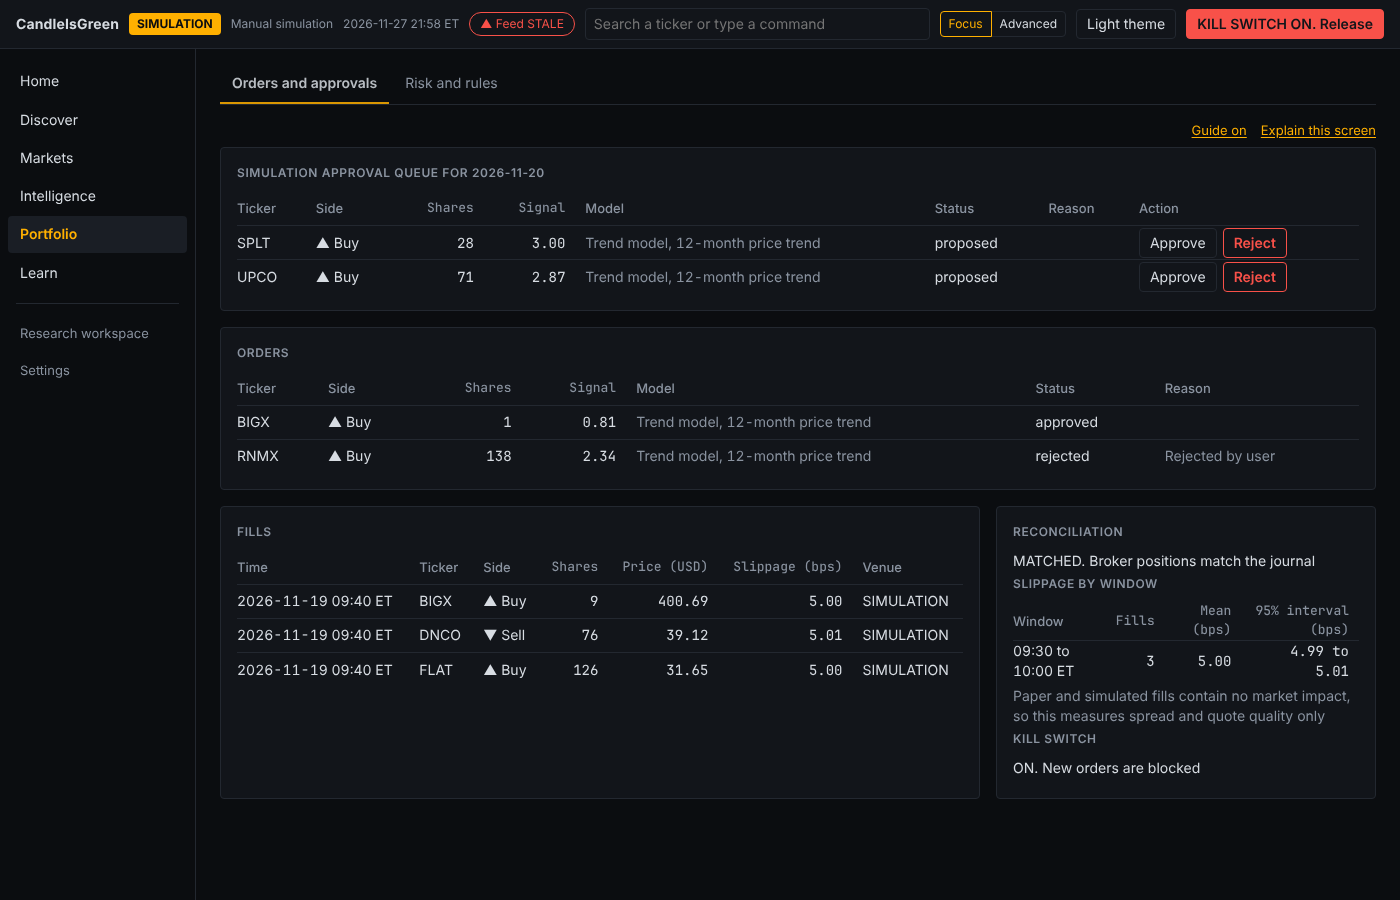 CandleIsGreen SIMULATION Manual simulation 2026-11-27 21:58 ET ▲ Feed STALE Search a ticker or type a command Focus Advanced Light theme KILL SWITCH ON. Release
Home
Discover
Markets
Intelligence
Portfolio
Learn
Research workspace
Settings
Orders and approvals Risk and rules
Guide on Explain this screen
SIMULATION APPROVAL QUEUE FOR 2026-11-20
Ticker Side Shares Signal Model Status Reason Action
SPLT ▲ Buy 28 3.00 Trend model, 12-month price trend proposed Approve Reject
UPCO ▲ Buy 71 2.87 Trend model, 12-month price trend proposed Approve Reject
ORDERS
Ticker Side Shares Signal Model Status Reason
BIGX ▲ Buy 1 0.81 Trend model, 12-month price trend approved
RNMX ▲ Buy 138 2.34 Trend model, 12-month price trend rejected Rejected by user
FILLS
Time Ticker Side Shares Price (USD) Slippage (bps) Venue
2026-11-19 09:40 ET BIGX ▲ Buy 9 400.69 5.00 SIMULATION
2026-11-19 09:40 ET DNCO ▼ Sell 76 39.12 5.01 SIMULATION
2026-11-19 09:40 ET FLAT ▲ Buy 126 31.65 5.00 SIMULATION
RECONCILIATION
MATCHED. Broker positions match the journal
SLIPPAGE BY WINDOW
Window Fills Mean (bps) 95% interval (bps)
09:30 to 10:00 ET 3 5.00 4.99 to 5.01
Paper and simulated fills contain no market impact,
so this measures spread and quote quality only
KILL SWITCH
ON. New orders are blocked